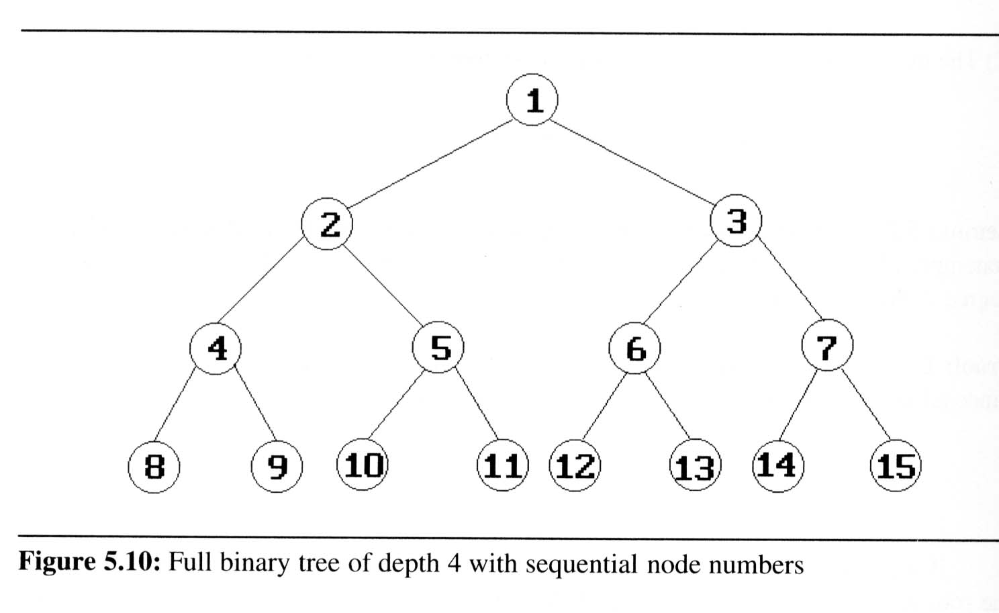 1
2 3
4 5 6 7
8 9 10 11 12 13 14 15
Figure 5.10: Full binary tree of depth 4 with sequential node numbers